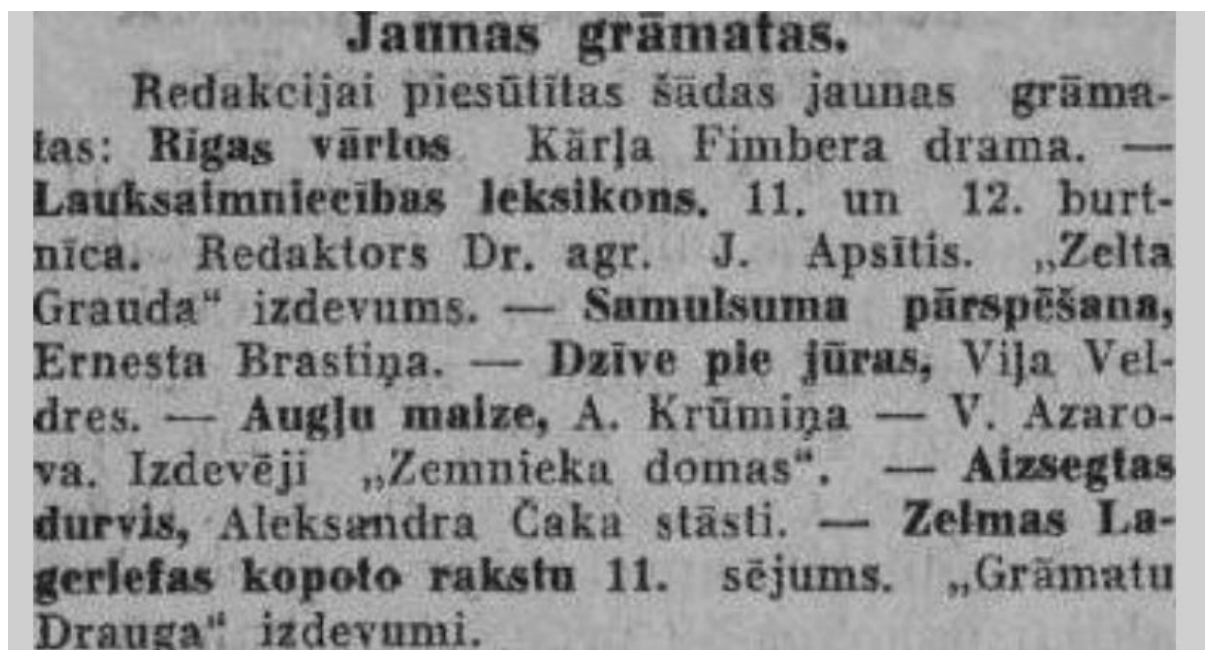 Jaunas grāmatas.
Redakcijai piesūtītas šādas jaunas grāma-
tas: Rīgas vārtos Kārļa Fimbera drama. —
Lauksaimniecības leksikons. 11. un 12. burt-
nīca. Redaktors Dr. agr. J. Apsītis. „Zelta
Grauda“ izdevums. — Samulsuma pārspēšana,
Ernesta Brastiņa. — Dzīve pie jūras, Viļa Vel-
dres. — Augļu maize, A. Krūmiņa — V. Azaro-
va. Izdevēji „Zemnieka domas“. — Aizsegtas
durvis, Aleksandra Čaka stāsti. — Zelmas La-
gerlefas kopoto rakstu 11. sējums. „Grāmatu
Drauga“ izdevumi.